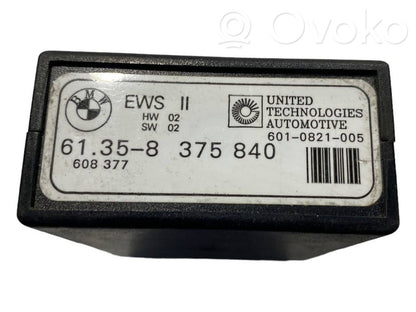 Ovoko
BMW
EWS II
HW 02
SW 02
UNITED
TECHNOLOGIES
AUTOMOTIVE
601-0821-005
61.35-8 375 840
608 377